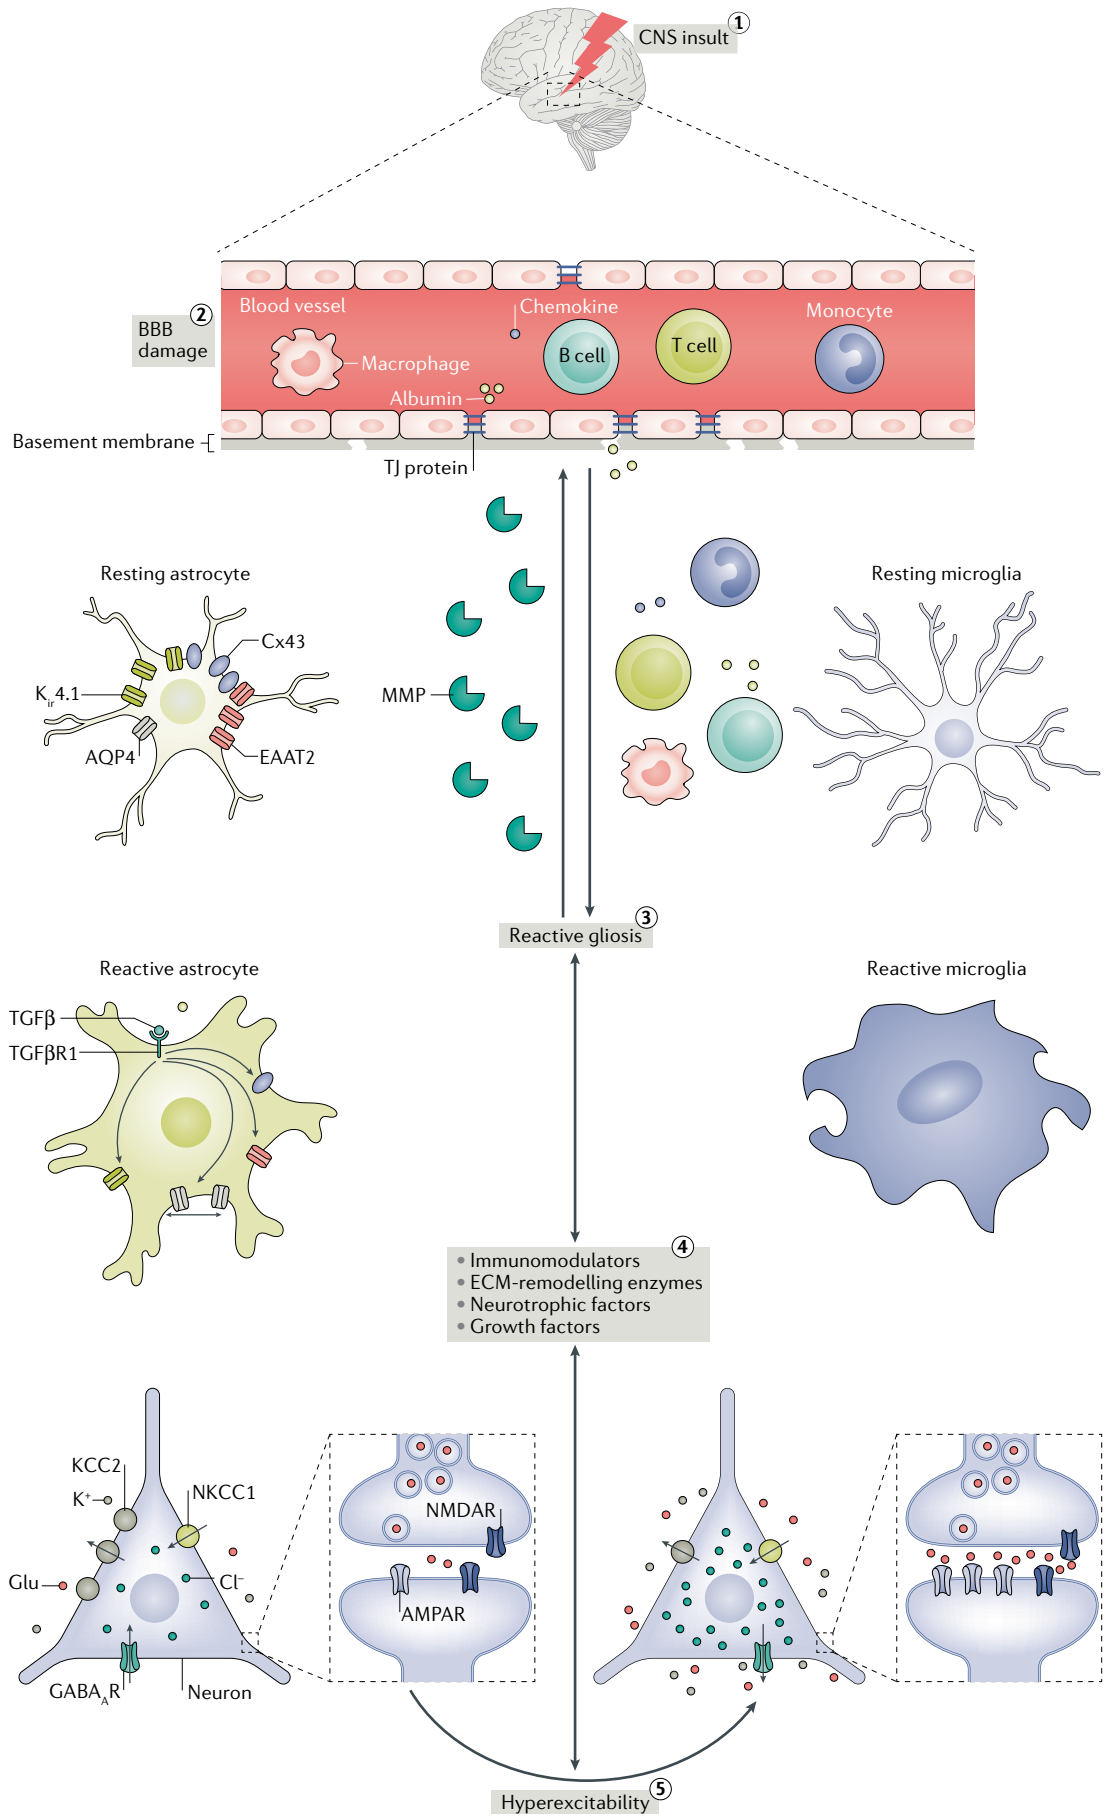 CNS insult
1
2
BBB
damage
Blood vessel
Macrophage
Chemokine
Albumin
B cell
T cell
Monocyte
Basement membrane
TJ protein
Resting astrocyte
Cx43
Kir4.1
AQP4
EAAT2
MMP
Resting microglia
3
Reactive gliosis
Reactive astrocyte
TGFβ
TGFβR1
Reactive microglia
4
• Immunomodulators
• ECM-remodelling enzymes
• Neurotrophic factors
• Growth factors
KCC2
K⁺
NKCC1
Glu
Cl⁻
GABAAR
Neuron
NMDAR
AMPAR
5
Hyperexcitability